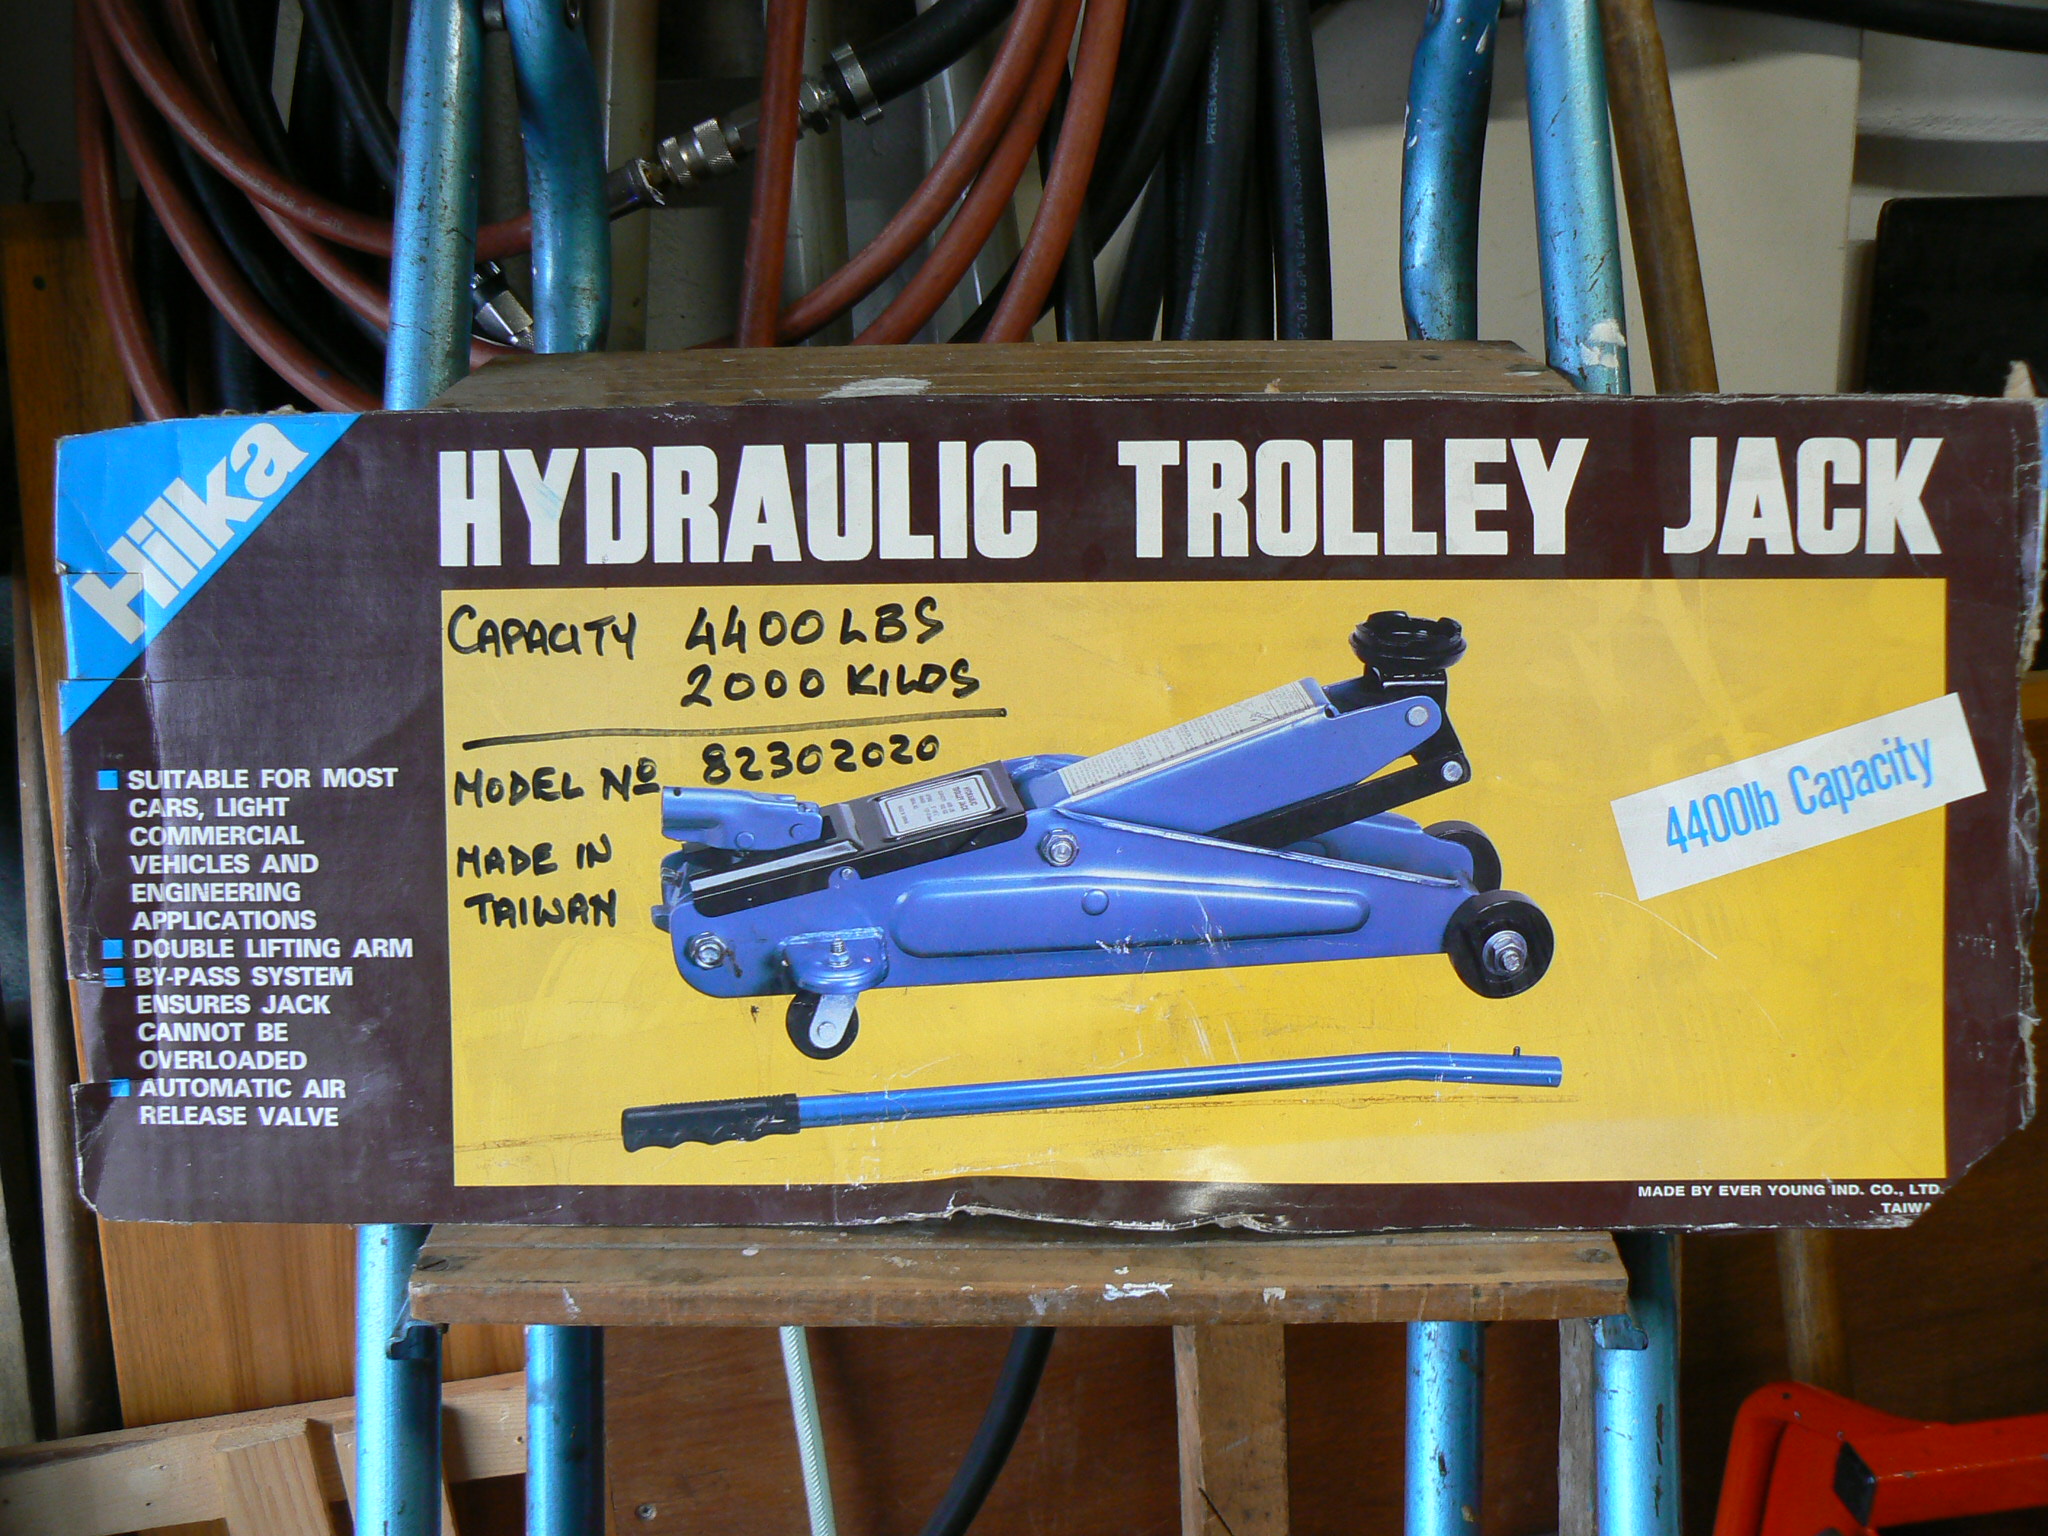 Hilka
HYDRAULIC TROLLEY JACK
CAPACITY 4400 LBS
2000 KILOS
MODEL No 82302020
MADE IN
TAIWAN
4400lb Capacity
SUITABLE FOR MOST
CARS, LIGHT
COMMERCIAL
VEHICLES AND
ENGINEERING
APPLICATIONS
DOUBLE LIFTING ARM
BY-PASS SYSTEM
ENSURES JACK
CANNOT BE
OVERLOADED
AUTOMATIC AIR
RELEASE VALVE
MADE BY EVER YOUNG IND. CO., LTD.